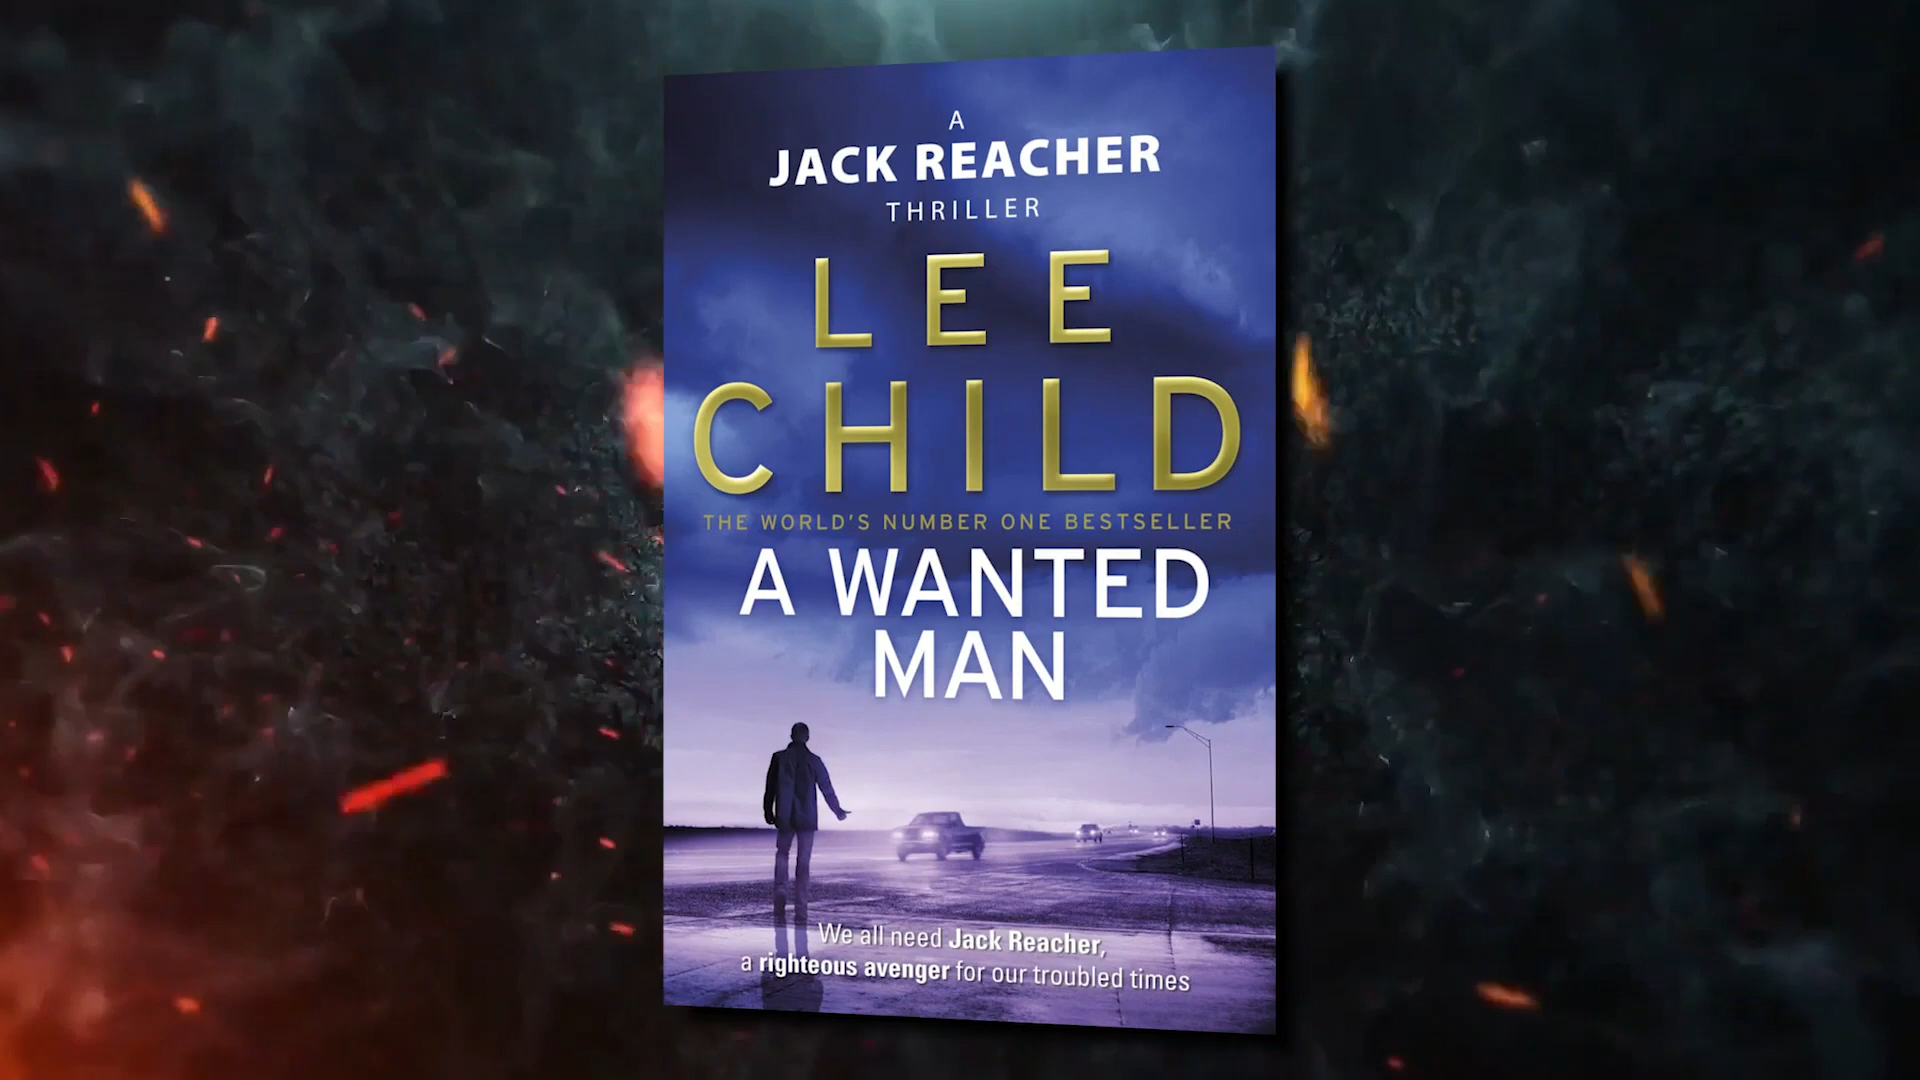 A
JACK REACHER
THRILLER
LEE
CHILD
THE WORLD'S NUMBER ONE BESTSELLER
A WANTED
MAN
We all need Jack Reacher,
a righteous avenger for our troubled times